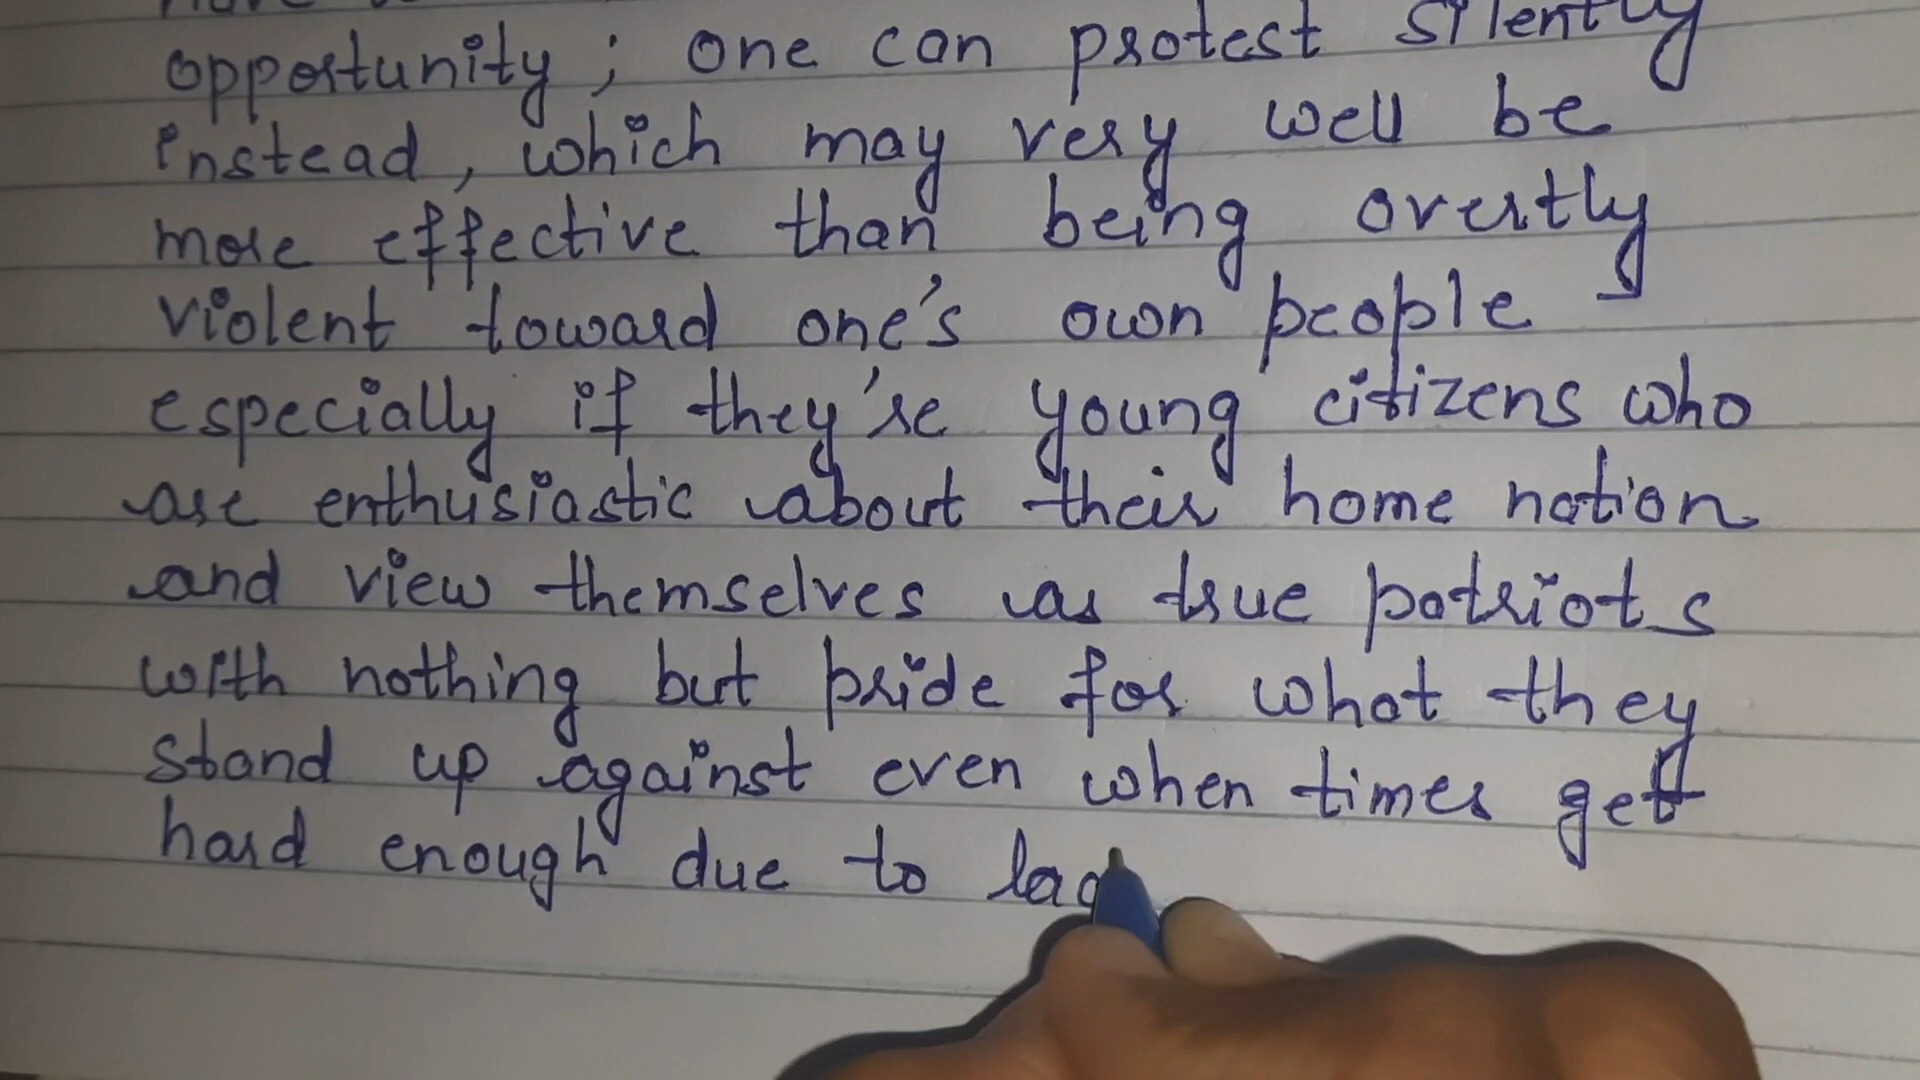 opportunity; one can protest silently
instead, which may very well be
more effective than being overtly
violent toward one's own people
especially if they're young citizens who
are enthusiastic about their home nation
and view themselves as true patriots
with nothing but pride for what they
stand up against even when times get
hard enough due to lac